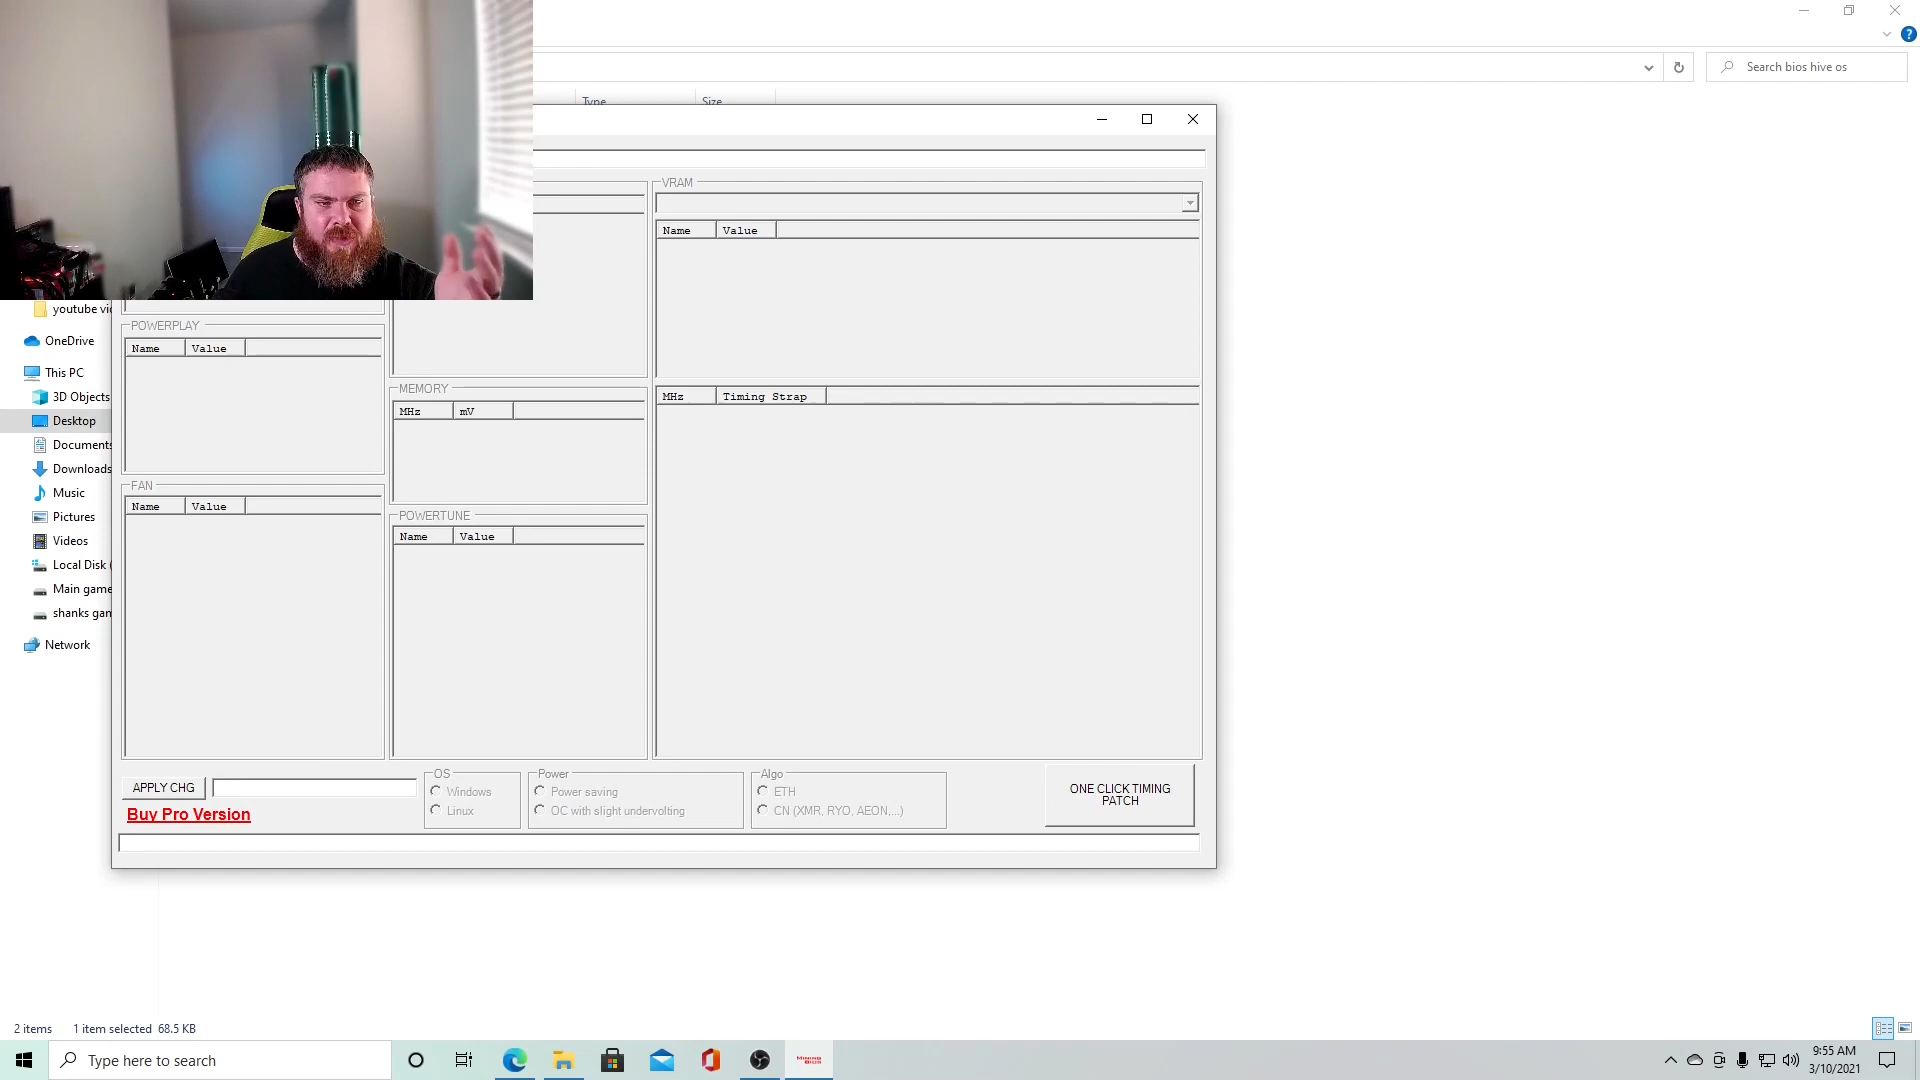 Search bios hive os
Type
Size
VRAM
Name
Value
youtube vi
OneDrive
This PC
3D Objects
Desktop
Documents
Downloads
Music
Pictures
Videos
Local Disk (
Main game
shanks gam
Network
POWERPLAY
Name
Value
MEMORY
MHz
mV
MHz
Timing Strap
FAN
Name
Value
POWERTUNE
Name
Value
APPLY CHG
Buy Pro Version
OS
Windows
Linux
Power
Power saving
OC with slight undervolting
Algo
ETH
CN (XMR, RYO, AEON,...)
ONE CLICK TIMING
PATCH
2 items
1 item selected 68.5 KB
Type here to search
9:55 AM
3/10/2021